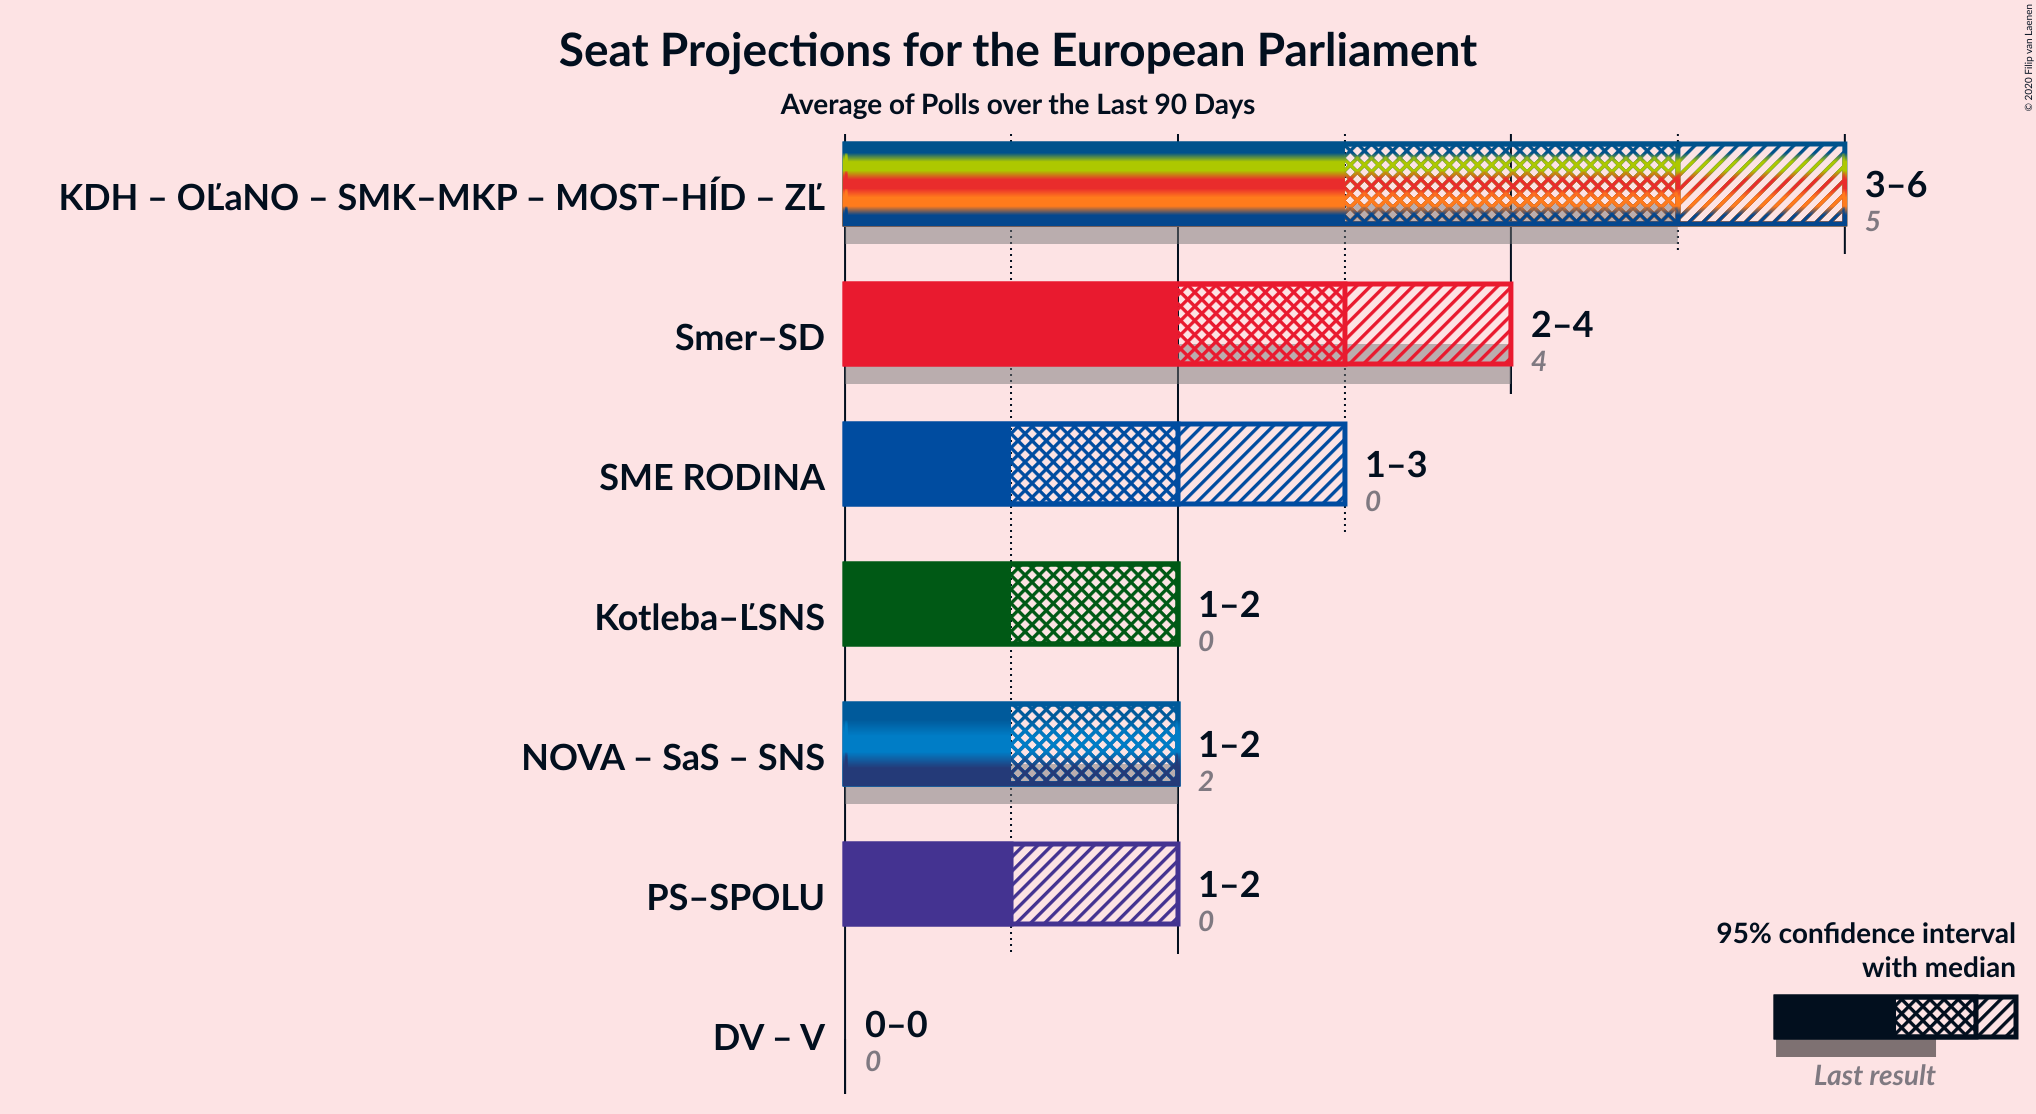 Seat Projections for the European Parliament
Average of Polls over the Last 90 Days
© 2020 Filip van Laenen
KDH – OĽaNO – SMK–MKP – MOST–HÍD – ZĽ
3–6
5
Smer–SD
2–4
4
SME RODINA
1–3
0
Kotleba–ĽSNS
1–2
0
NOVA – SaS – SNS
1–2
2
PS–SPOLU
1–2
0
DV – V
0–0
0
95% confidence interval
with median
Last result